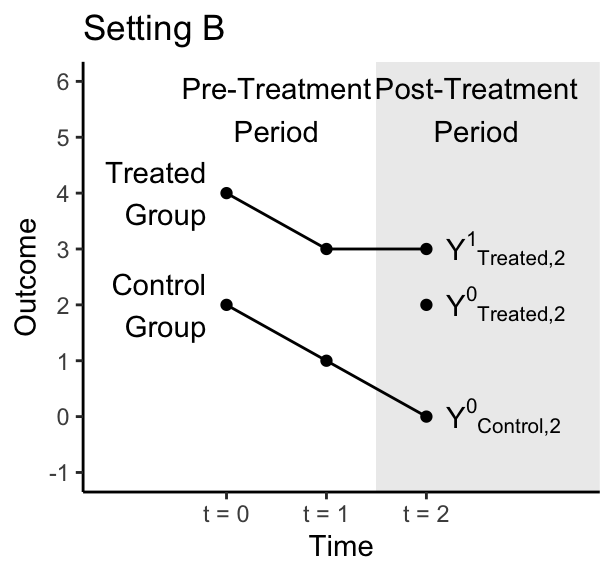 Setting B
Pre-Treatment Period
Post-Treatment Period
Treated Group
Control Group
Y¹Treated,2
Y⁰Treated,2
Y⁰Control,2
Outcome
6
5
4
3
2
1
0
-1
t = 0
t = 1
t = 2
Time